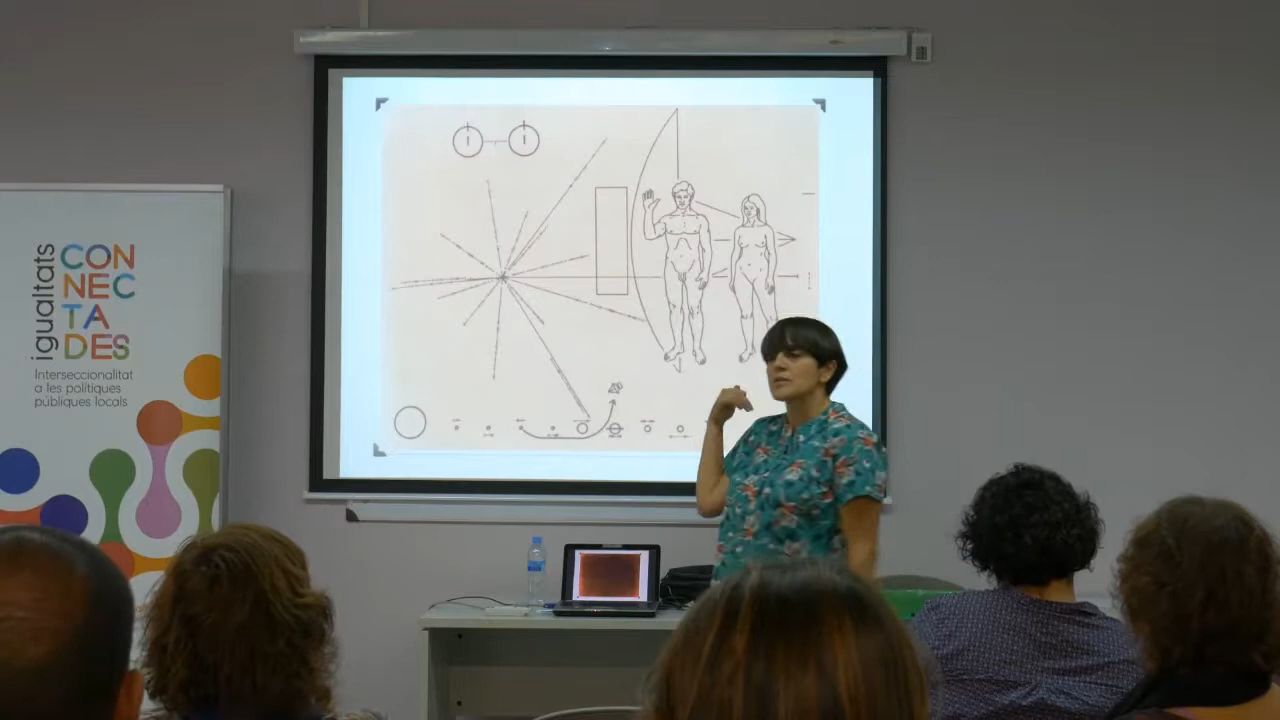 igualtats
CON
NEC
TA
DES
Interseccionalitat
a les polítiques
públiques locals